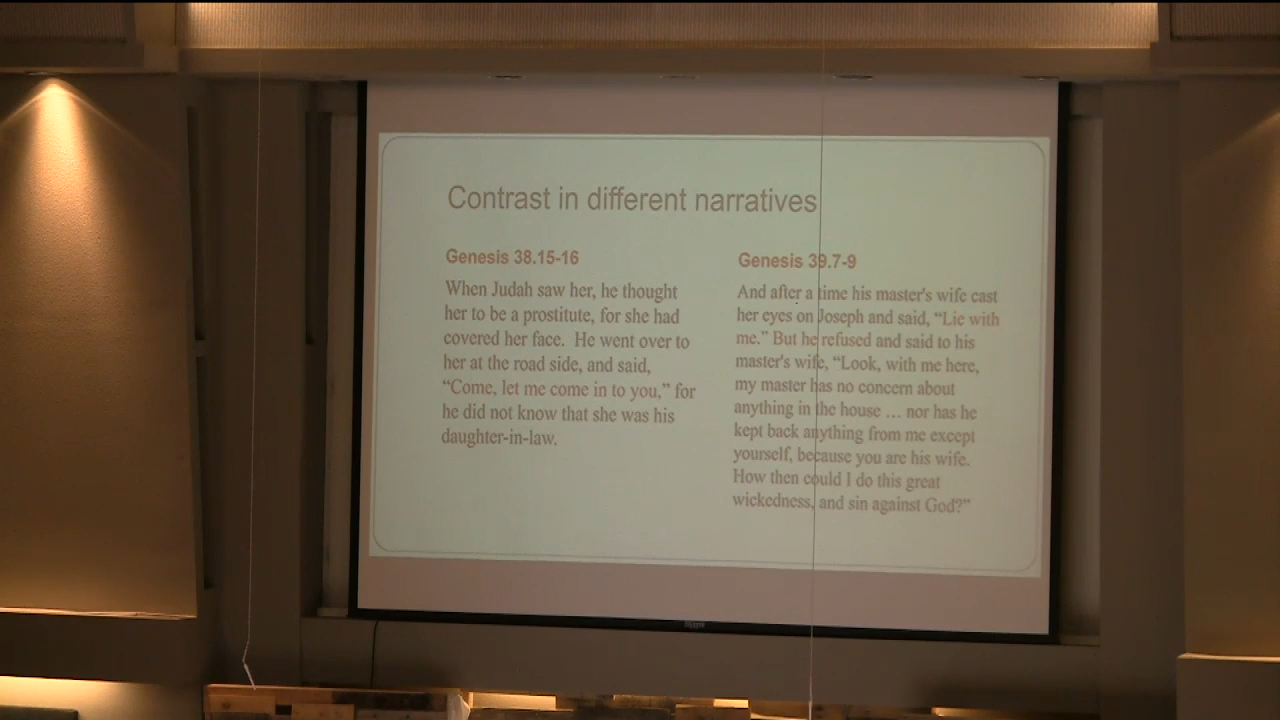 Contrast in different narratives
Genesis 38.15-16
When Judah saw her, he thought
her to be a prostitute, for she had
covered her face.  He went over to
her at the road side, and said,
“Come, let me come in to you,” for
he did not know that she was his
daughter-in-law.
Genesis 39.7-9
And after a time his master's wife cast
her eyes on Joseph and said, “Lie with
me.” But he refused and said to his
master's wife, “Look, with me here,
my master has no concern about
anything in the house … nor has he
kept back anything from me except
yourself, because you are his wife.
How then could I do this great
wickedness, and sin against God?”